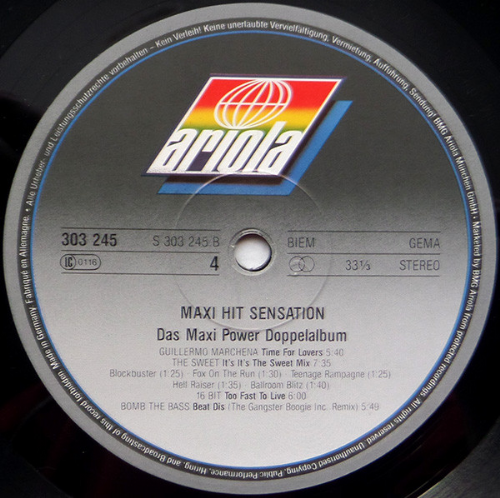 Alle Urheber- und Leistungsschutzrechte vorbehalten – Kein Verleih! Keine unerlaubte Vervielfältigung, Vermietung, Aufführung, Sendung! BMG Ariola München GmbH • Marketed by BMG Ariola
ariola
303 245
S 303 245 B
BIEM
GEMA
LC 0116
4
33⅓
STEREO
MAXI HIT SENSATION
Das Maxi Power Doppelalbum
GUILLERMO MARCHENA Time For Lovers 5:40
THE SWEET It's It's The Sweet Mix 7:35
Blockbuster (1:25) Fox On The Run (1:30) Teenage Rampagne (1:25)
Hell Raiser (1:35) Ballroom Blitz (1:40)
16 BIT Too Fast To Live 6:00
BOMB THE BASS Beat Dis (The Gangster Boogie Inc. Remix) 5:49
from protected recordings. All rights reserved. Unauthorised Copying, Public Performance, Hiring, and Broadcasting of this record forbidden. Made in Germany. Fabriqué en Allemagne. •